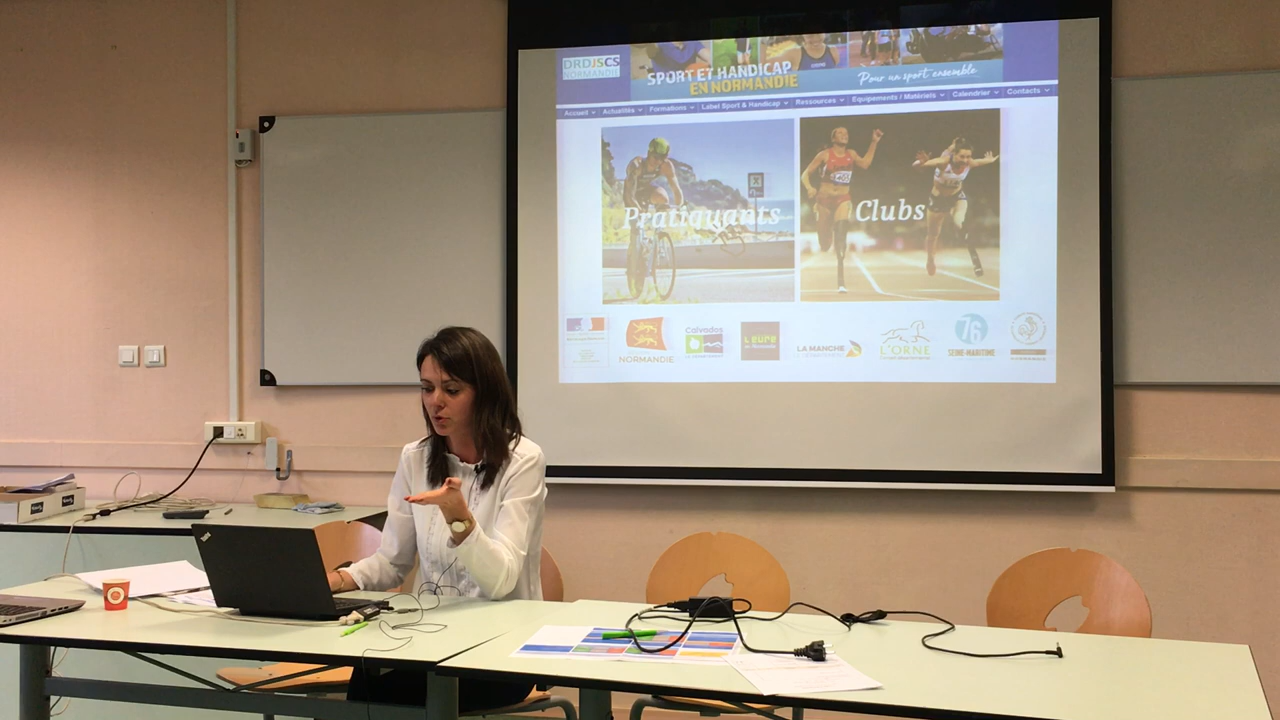 DRDJSCS
NORMANDIE
SPORT ET HANDICAP
EN NORMANDIE
Pour un sport ensemble
Accueil Actualités Formations Label Sport & Handicap Ressources Equipements / Matériels Calendrier Contacts
Pratiquants
Clubs
NORMANDIE
Calvados
L'EURE
LA MANCHE
L'ORNE
76
SEINE-MARITIME